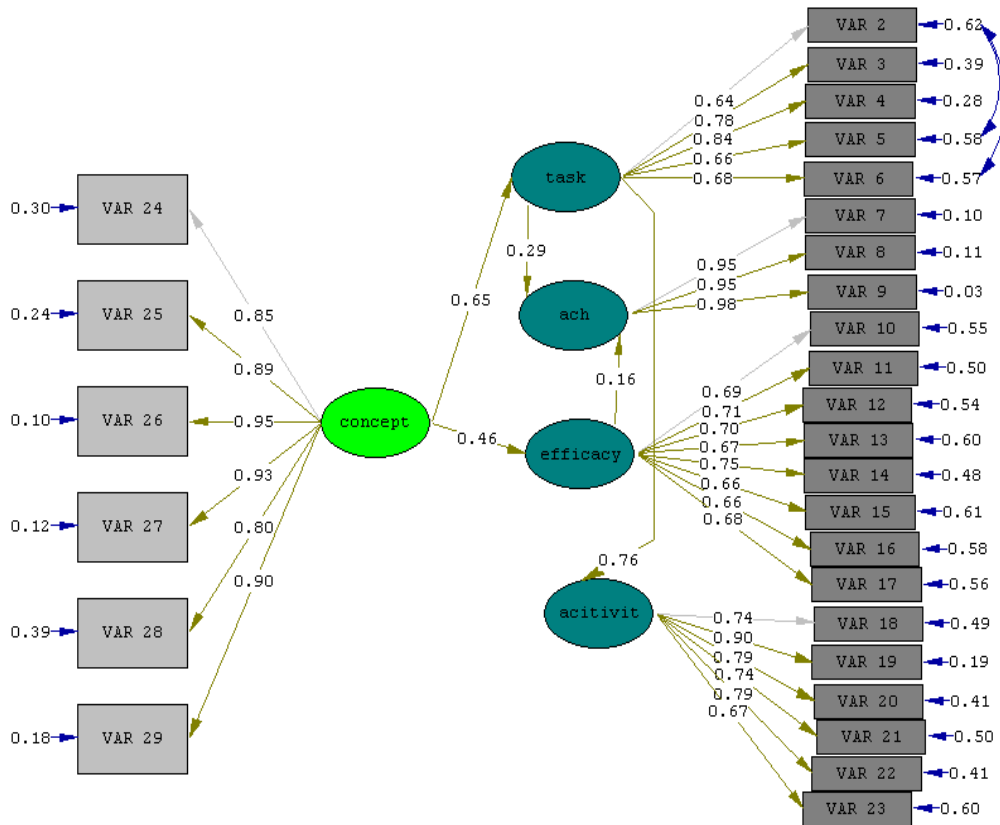 0.30
VAR 24
0.24
VAR 25
0.10
VAR 26
0.12
VAR 27
0.39
VAR 28
0.18
VAR 29
0.85
0.89
0.95
0.93
0.80
0.90
concept
0.65
0.46
task
0.29
ach
0.16
efficacy
0.76
acitivit
0.64
0.78
0.84
0.66
0.68
0.95
0.95
0.98
0.69
0.71
0.70
0.67
0.75
0.66
0.66
0.68
0.74
0.90
0.79
0.74
0.79
0.67
VAR 2
0.62
VAR 3
0.39
VAR 4
0.28
VAR 5
0.58
VAR 6
0.57
VAR 7
0.10
VAR 8
0.11
VAR 9
0.03
VAR 10
0.55
VAR 11
0.50
VAR 12
0.54
VAR 13
0.60
VAR 14
0.48
VAR 15
0.61
VAR 16
0.58
VAR 17
0.56
VAR 18
0.49
VAR 19
0.19
VAR 20
0.41
VAR 21
0.50
VAR 22
0.41
VAR 23
0.60